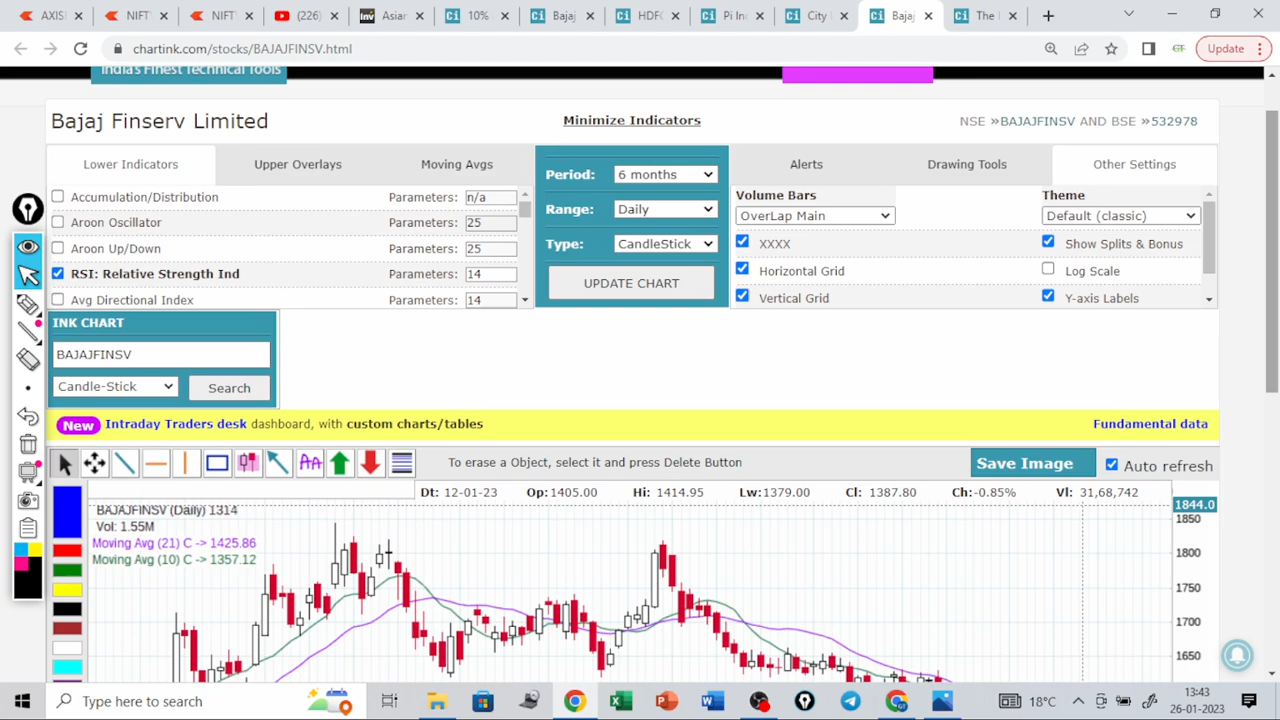 AXIS
NIFT
NIFT
(226)
Asian
10%
Bajaj
HDFC
Pi In
City
Bajaj
The
chartink.com/stocks/BAJAJFINSV.html
Update
India's Finest Technical Tools
Bajaj Finserv Limited
Minimize Indicators
NSE »BAJAJFINSV AND BSE »532978
Lower Indicators
Upper Overlays
Moving Avgs
Accumulation/Distribution Parameters: n/a
Aroon Oscillator Parameters: 25
Aroon Up/Down Parameters: 25
RSI: Relative Strength Ind Parameters: 14
Avg Directional Index Parameters: 14
Period: 6 months
Range: Daily
Type: CandleStick
UPDATE CHART
Alerts
Drawing Tools
Other Settings
Volume Bars
OverLap Main
XXXX
Horizontal Grid
Vertical Grid
Theme
Default (classic)
Show Splits & Bonus
Log Scale
Y-axis Labels
INK CHART
BAJAJFINSV
Candle-Stick
Search
New Intraday Traders desk dashboard, with custom charts/tables
Fundamental data
To erase a Object, select it and press Delete Button
Save Image
Auto refresh
Dt: 12-01-23 Op:1405.00 Hi: 1414.95 Lw:1379.00 Cl: 1387.80 Ch:-0.85% Vl: 31,68,742
BAJAJFINSV (Daily) 1314
Vol: 1.55M
Moving Avg (21) C -> 1425.86
Moving Avg (10) C -> 1357.12
1844.0
1850
1800
1750
1700
1650
Type here to search
18°C
3:43
26-01-2023